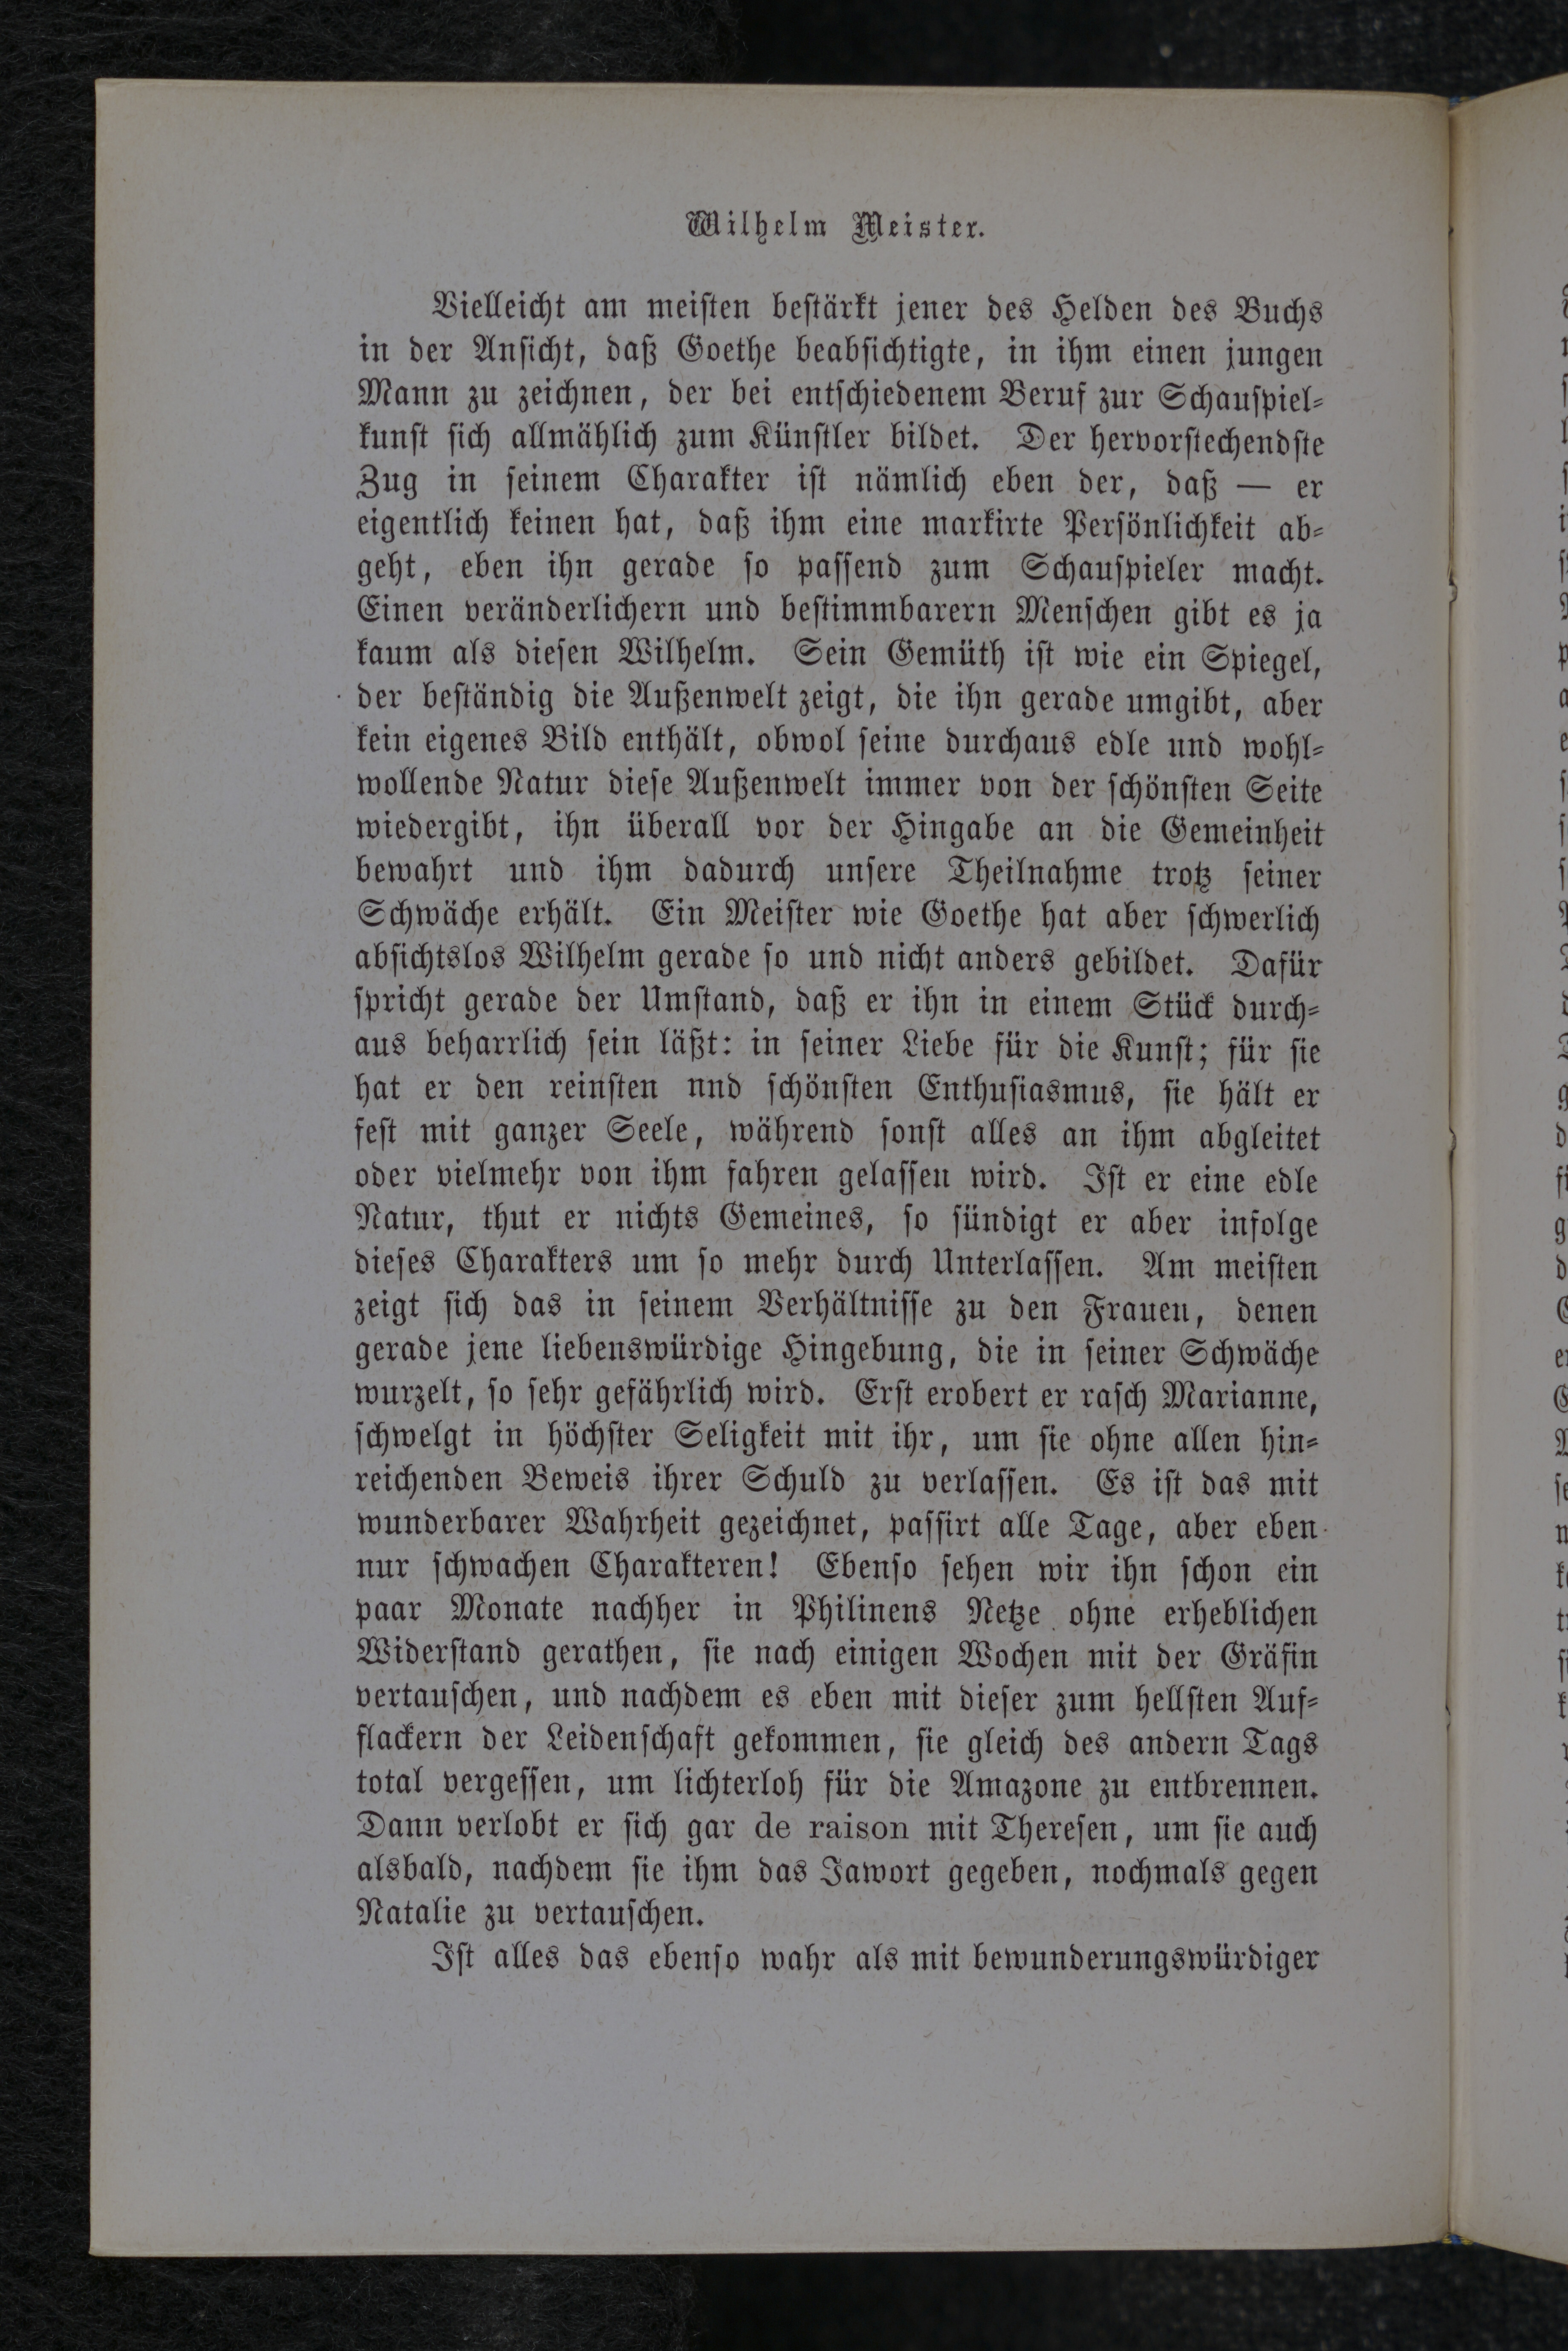 Wilhelm Meister.
Vielleicht am meisten bestärkt jener des Helden des Buchs
in der Ansicht, daß Goethe beabsichtigte, in ihm einen jungen
Mann zu zeichnen, der bei entschiedenem Beruf zur Schauspiel-
kunst sich allmählich zum Künstler bildet. Der hervorstechendste
Zug in seinem Charakter ist nämlich eben der, daß — er
eigentlich keinen hat, daß ihm eine markirte Persönlichkeit ab-
geht, eben ihn gerade so passend zum Schauspieler macht.
Einen veränderlichern und bestimmbarern Menschen gibt es ja
kaum als diesen Wilhelm. Sein Gemüth ist wie ein Spiegel,
der beständig die Außenwelt zeigt, die ihn gerade umgibt, aber
kein eigenes Bild enthält, obwol seine durchaus edle und wohl-
wollende Natur diese Außenwelt immer von der schönsten Seite
wiedergibt, ihn überall vor der Hingabe an die Gemeinheit
bewahrt und ihm dadurch unsere Theilnahme trotz seiner
Schwäche erhält. Ein Meister wie Goethe hat aber schwerlich
absichtslos Wilhelm gerade so und nicht anders gebildet. Dafür
spricht gerade der Umstand, daß er ihn in einem Stück durch-
aus beharrlich sein läßt: in seiner Liebe für die Kunst; für sie
hat er den reinsten nnd schönsten Enthusiasmus, sie hält er
fest mit ganzer Seele, während sonst alles an ihm abgleitet
oder vielmehr von ihm fahren gelassen wird. Ist er eine edle
Natur, thut er nichts Gemeines, so sündigt er aber infolge
dieses Charakters um so mehr durch Unterlassen. Am meisten
zeigt sich das in seinem Verhältnisse zu den Frauen, denen
gerade jene liebenswürdige Hingebung, die in seiner Schwäche
wurzelt, so sehr gefährlich wird. Erst erobert er rasch Marianne,
schwelgt in höchster Seligkeit mit ihr, um sie ohne allen hin-
reichenden Beweis ihrer Schuld zu verlassen. Es ist das mit
wunderbarer Wahrheit gezeichnet, passirt alle Tage, aber eben
nur schwachen Charakteren! Ebenso sehen wir ihn schon ein
paar Monate nachher in Philinens Netze ohne erheblichen
Widerstand gerathen, sie nach einigen Wochen mit der Gräfin
vertauschen, und nachdem es eben mit dieser zum hellsten Auf-
flackern der Leidenschaft gekommen, sie gleich des andern Tags
total vergessen, um lichterloh für die Amazone zu entbrennen.
Dann verlobt er sich gar de raison mit Theresen, um sie auch
alsbald, nachdem sie ihm das Jawort gegeben, nochmals gegen
Natalie zu vertauschen.
Ist alles das ebenso wahr als mit bewunderungswürdiger